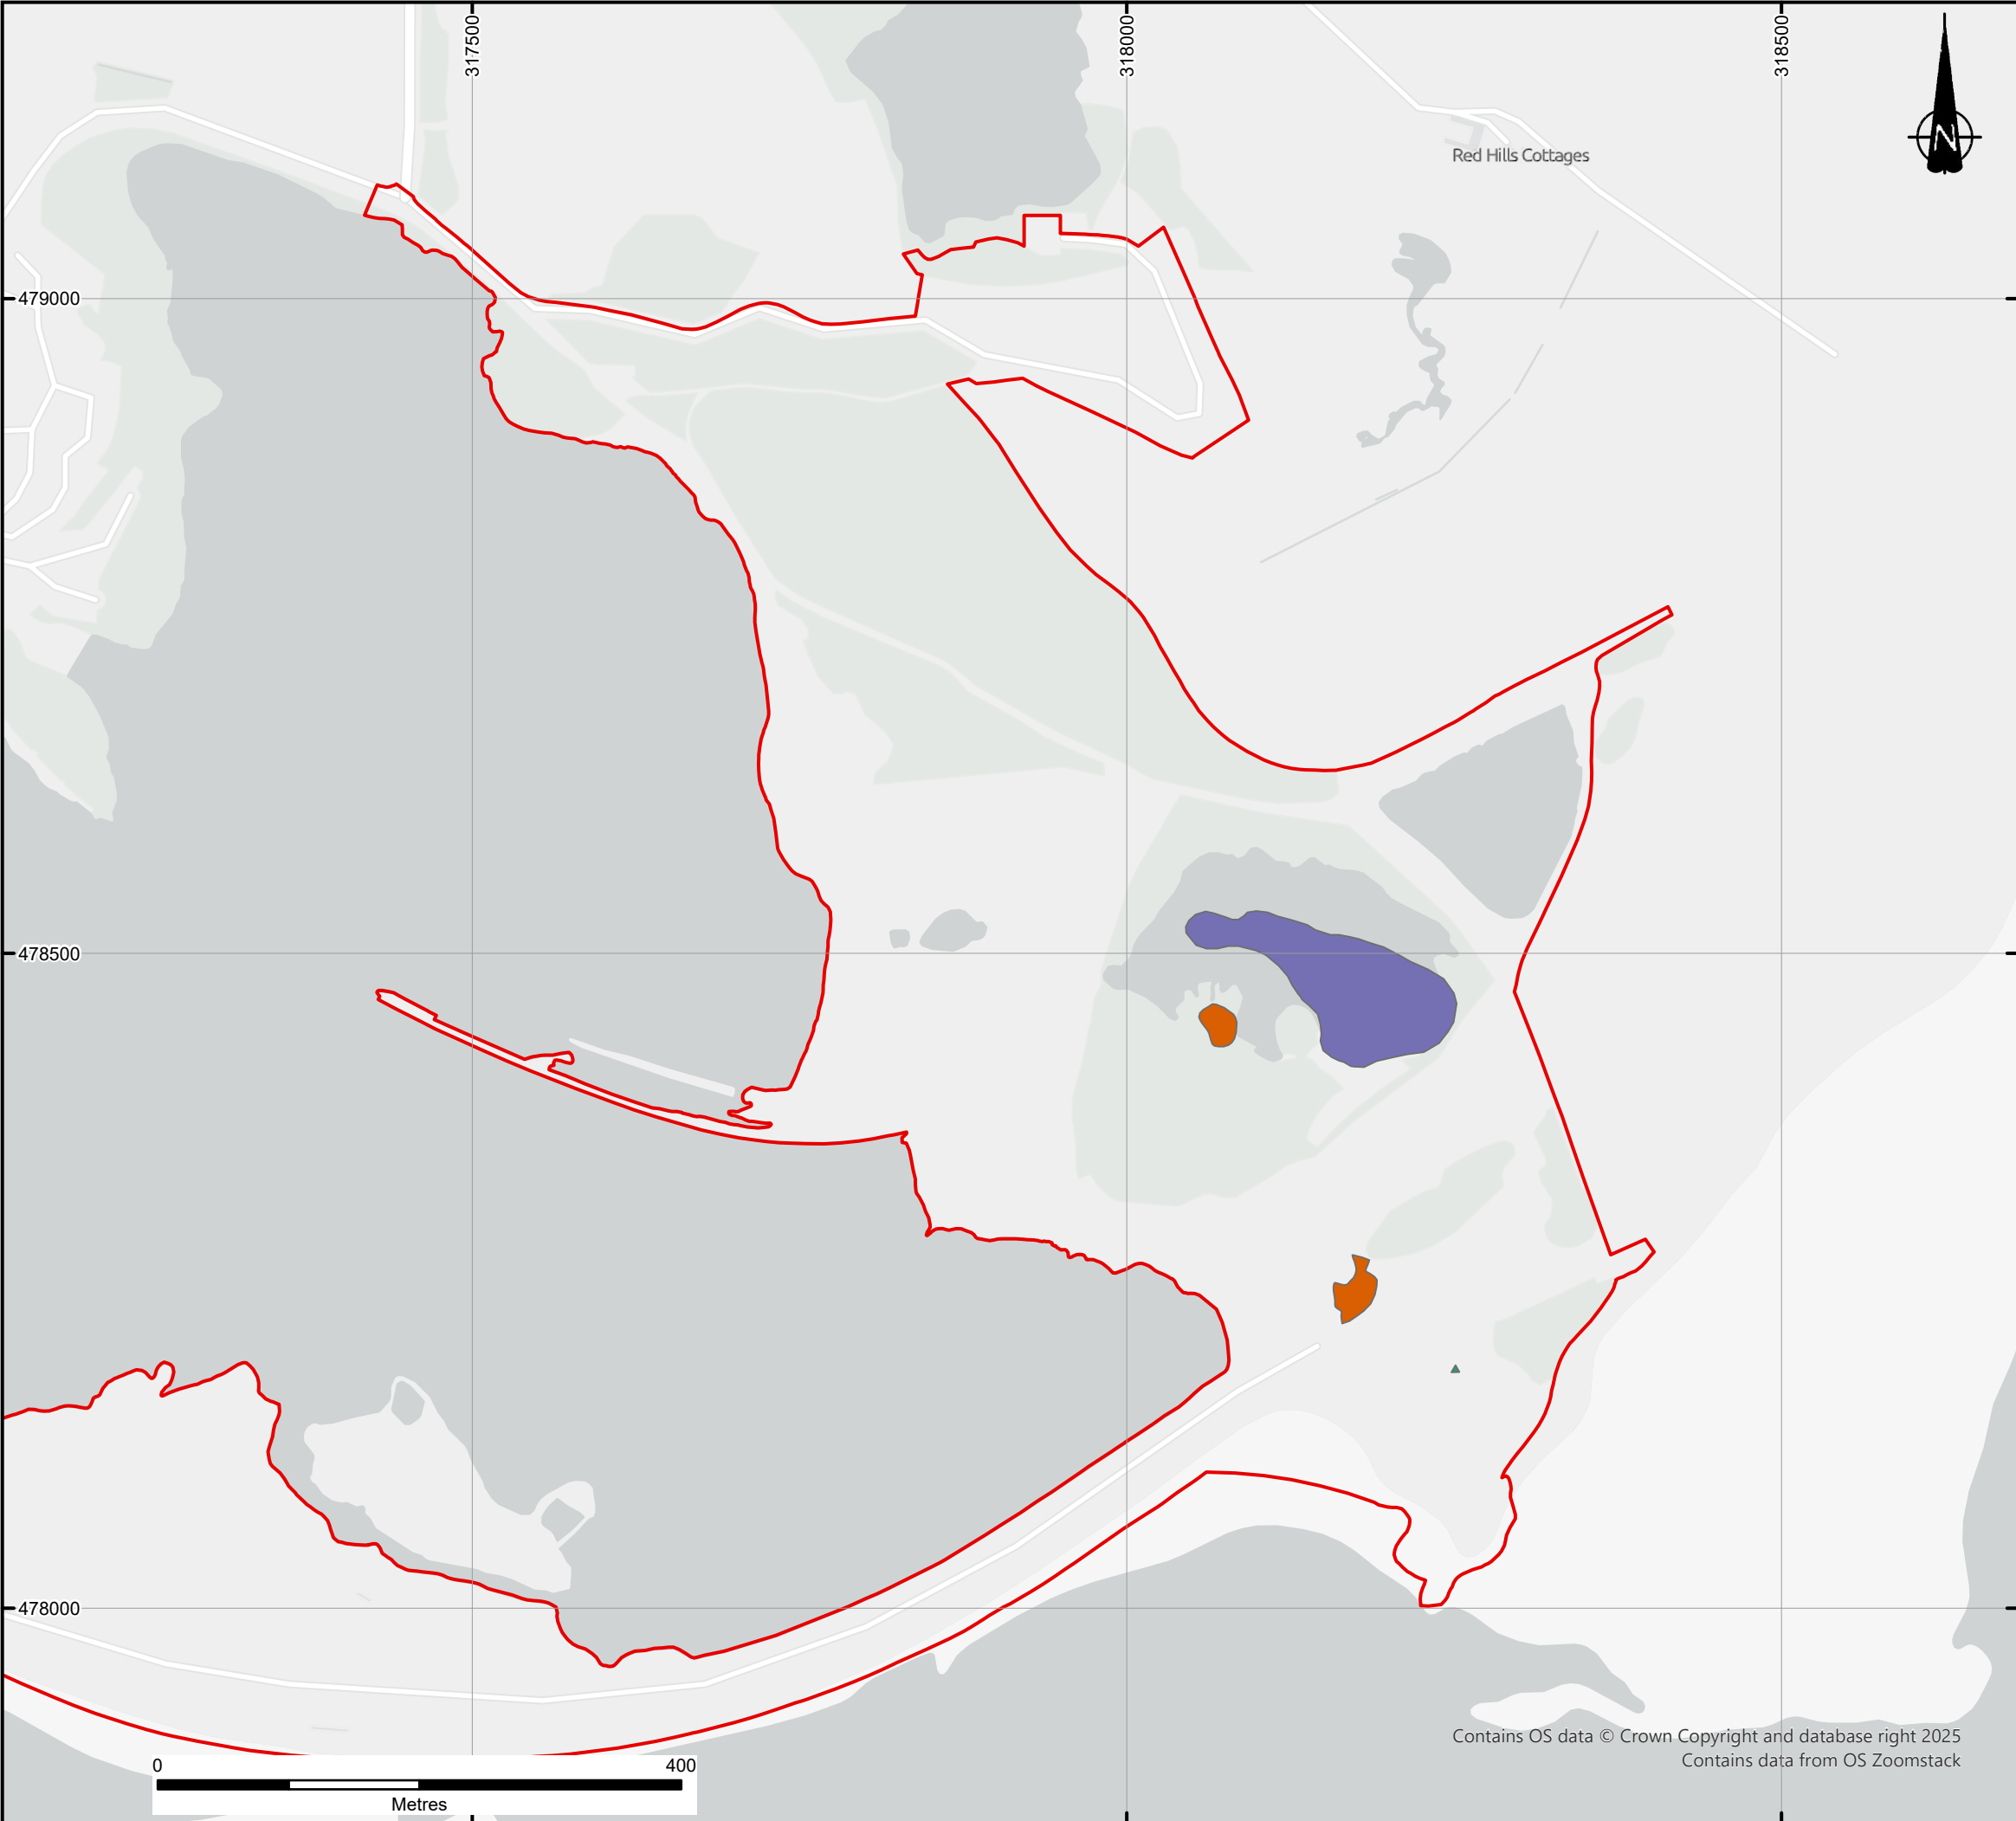 317500
318000
318500
N
Red Hills Cottages
479000
478500
478000
Contains OS data © Crown Copyright and database right 2025
Contains data from OS Zoomstack
0 400
Metres